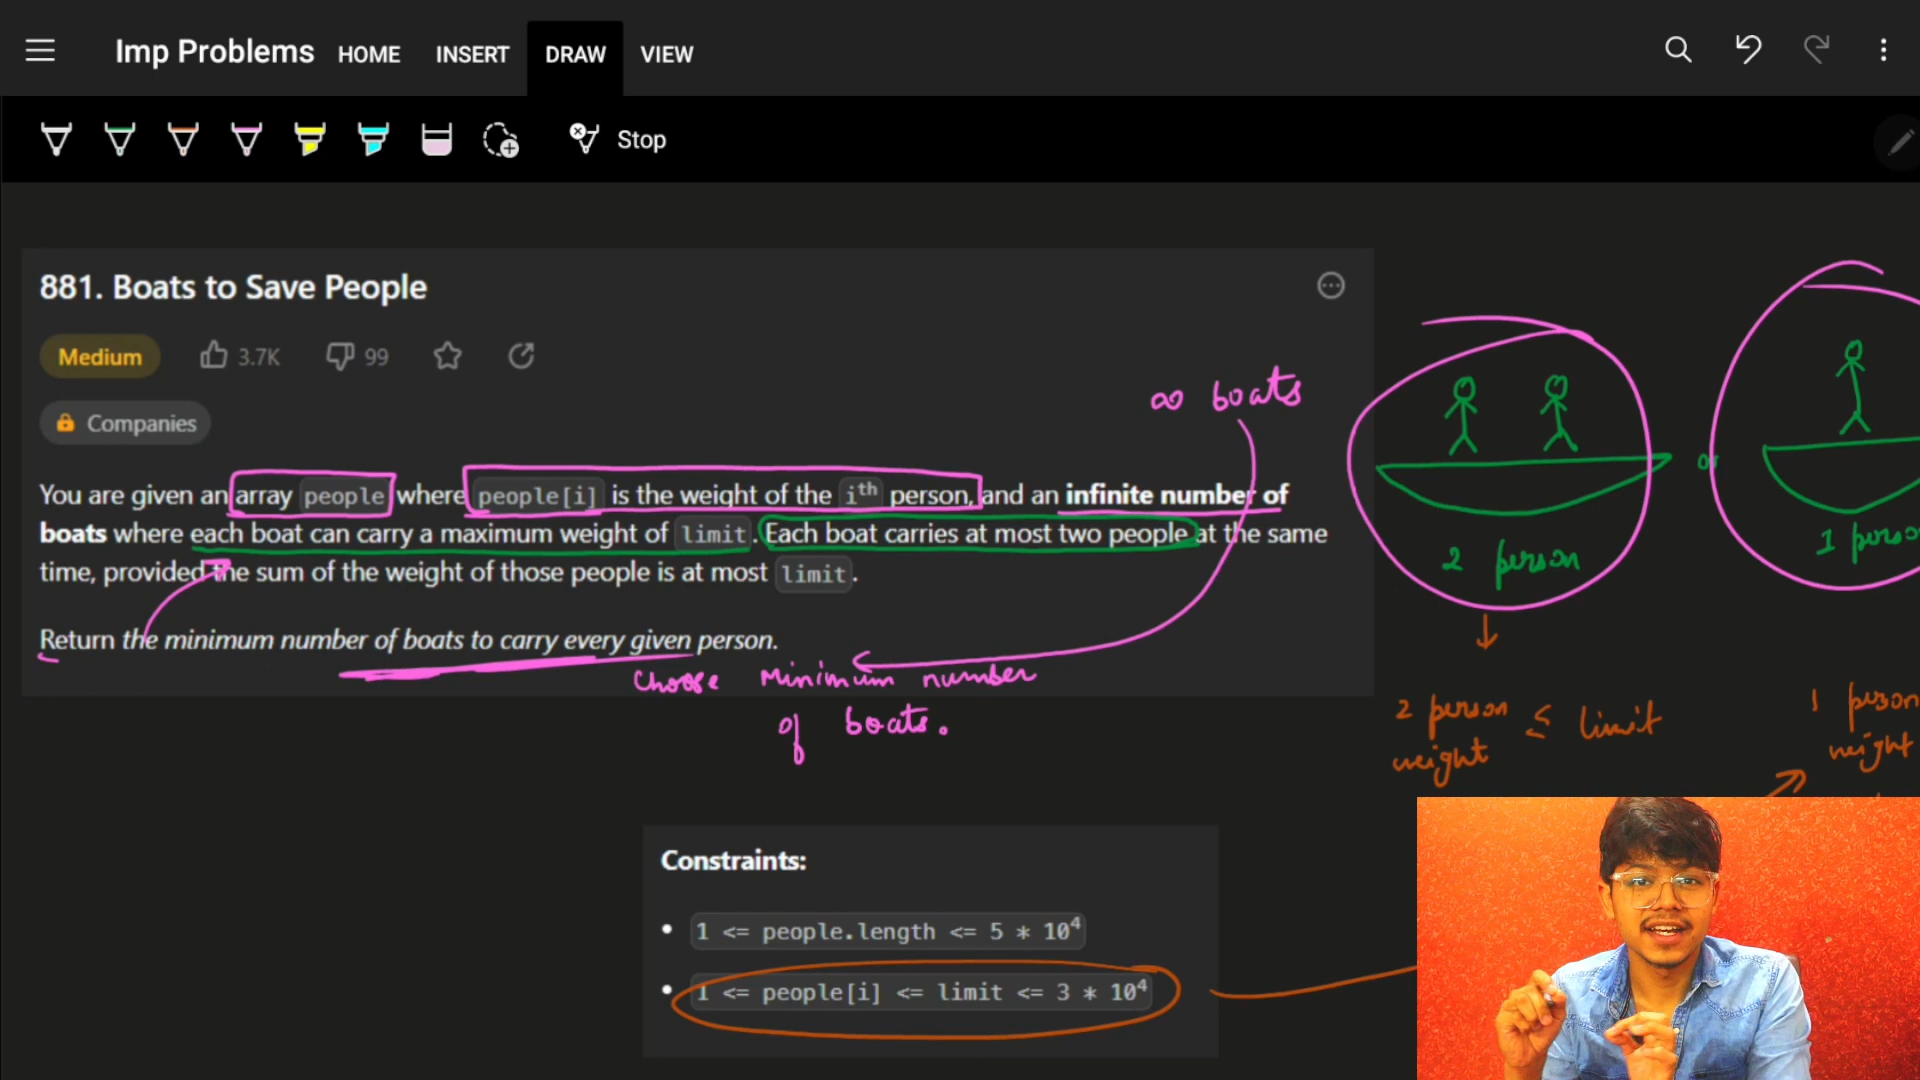 Imp Problems HOME INSERT DRAW VIEW
Stop
881. Boats to Save People
Medium 3.7K 99
Companies
∞ boats
You are given an array people where people[i] is the weight of the ith person, and an infinite number of
boats where each boat can carry a maximum weight of limit. Each boat carries at most two people at the same
time, provided the sum of the weight of those people is at most limit.
Return the minimum number of boats to carry every given person.
choose Minimum number
of boats.
or
2 person
1 perso
2 person weight ≤ limit
1 person
weight
Constraints:
1 <= people.length <= 5 * 10⁴
1 <= people[i] <= limit <= 3 * 10⁴